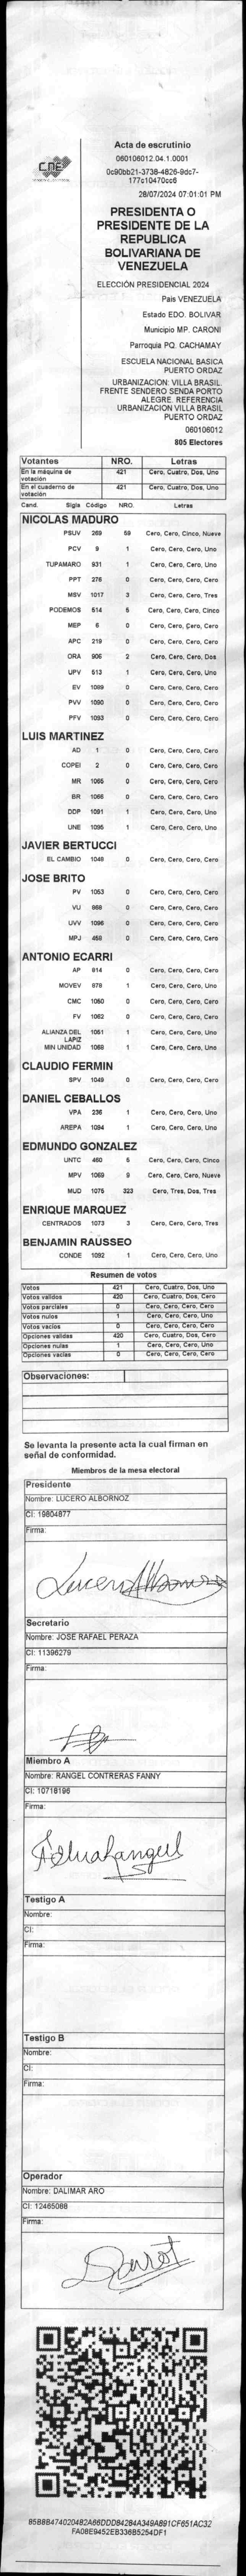 CNE
Acta de escrutinio
060106012.04.1.0001
0c90bb21-3738-4826-9dc7-
177c10470cc6
28/07/2024 07:01:01 PM
PRESIDENTA O
PRESIDENTE DE LA
REPUBLICA
BOLIVARIANA DE
VENEZUELA
ELECCIÓN PRESIDENCIAL 2024
Pais VENEZUELA
Estado EDO. BOLIVAR
Municipio MP. CARONI
Parroquia PQ. CACHAMAY
ESCUELA NACIONAL BASICA
PUERTO ORDAZ
URBANIZACION: VILLA BRASIL.
FRENTE SENDERO SENDA PORTO
ALEGRE. REFERENCIA
URBANIZACION VILLA BRASIL
PUERTO ORDAZ
060106012
805 Electores
Votantes NRO. Letras
En la máquina de votación 421 Cero, Cuatro, Dos, Uno
En el cuaderno de votación 421 Cero, Cuatro, Dos, Uno
Cand. Sigla Código NRO. Letras
NICOLAS MADURO
PSUV 269 59 Cero, Cero, Cinco, Nueve
PCV 9 1 Cero, Cero, Cero, Uno
TUPAMARO 931 1 Cero, Cero, Cero, Uno
PPT 276 0 Cero, Cero, Cero, Cero
MSV 1017 3 Cero, Cero, Cero, Tres
PODEMOS 514 5 Cero, Cero, Cero, Cinco
MEP 6 0 Cero, Cero, Cero, Cero
APC 219 0 Cero, Cero, Cero, Cero
ORA 906 2 Cero, Cero, Cero, Dos
UPV 513 1 Cero, Cero, Cero, Uno
EV 1089 0 Cero, Cero, Cero, Cero
PVV 1090 0 Cero, Cero, Cero, Cero
PFV 1093 0 Cero, Cero, Cero, Cero
LUIS MARTINEZ
AD 1 0 Cero, Cero, Cero, Cero
COPEI 2 0 Cero, Cero, Cero, Cero
MR 1065 0 Cero, Cero, Cero, Cero
BR 1066 0 Cero, Cero, Cero, Cero
DDP 1091 1 Cero, Cero, Cero, Uno
UNE 1095 1 Cero, Cero, Cero, Uno
JAVIER BERTUCCI
EL CAMBIO 1048 0 Cero, Cero, Cero, Cero
JOSE BRITO
PV 1053 0 Cero, Cero, Cero, Cero
VU 868 0 Cero, Cero, Cero, Cero
UVV 1096 0 Cero, Cero, Cero, Cero
MPJ 458 0 Cero, Cero, Cero, Cero
ANTONIO ECARRI
AP 814 0 Cero, Cero, Cero, Cero
MOVEV 879 1 Cero, Cero, Cero, Uno
CMC 1050 0 Cero, Cero, Cero, Cero
FV 1062 0 Cero, Cero, Cero, Cero
ALIANZA DEL LAPIZ 1051 1 Cero, Cero, Cero, Uno
MIN UNIDAD 1068 1 Cero, Cero, Cero, Uno
CLAUDIO FERMIN
SPV 1049 0 Cero, Cero, Cero, Cero
DANIEL CEBALLOS
VPA 236 1 Cero, Cero, Cero, Uno
AREPA 1094 1 Cero, Cero, Cero, Uno
EDMUNDO GONZALEZ
UNTC 460 5 Cero, Cero, Cero, Cinco
MPV 1069 9 Cero, Cero, Cero, Nueve
MUD 1075 323 Cero, Tres, Dos, Tres
ENRIQUE MARQUEZ
CENTRADOS 1073 3 Cero, Cero, Cero, Tres
BENJAMIN RAUSSEO
CONDE 1092 1 Cero, Cero, Cero, Uno
Resumen de votos
Votos 421 Cero, Cuatro, Dos, Uno
Votos validos 420 Cero, Cuatro, Dos, Cero
Votos parciales 0 Cero, Cero, Cero, Cero
Votos nulos 1 Cero, Cero, Cero, Uno
Votos vacios 0 Cero, Cero, Cero, Cero
Opciones validas 420 Cero, Cuatro, Dos, Cero
Opciones nulas 1 Cero, Cero, Cero, Uno
Opciones vacias 0 Cero, Cero, Cero, Cero
Observaciones:
Se levanta la presente acta la cual firman en
señal de conformidad.
Miembros de la mesa electoral
Presidente
Nombre: LUCERO ALBORNOZ
CI: 19804877
Firma:
Lucero Albornoz
Secretario
Nombre: JOSE RAFAEL PERAZA
CI: 11396279
Firma:
Miembro A
Nombre: RANGEL CONTRERAS FANNY
CI: 10718196
Firma:
Testigo A
Nombre:
CI:
Firma:
Testigo B
Nombre:
CI:
Firma:
Operador
Nombre: DALIMAR ARO
CI: 12465088
Firma:
85B8B474020482A66DDD84284A349A891CF651AC32
FA08E9452EB336B5254DF1